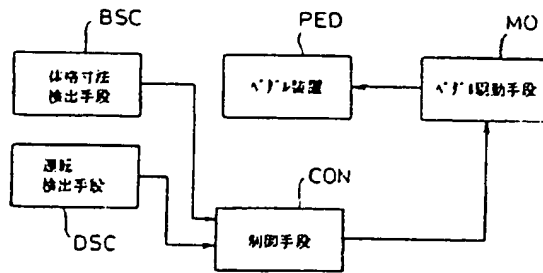 BSC
体格寸法
検出手段
PED
ペダル装置
MO
ペダル駆動手段
運転
検出手段
DSC
CON
制御手段